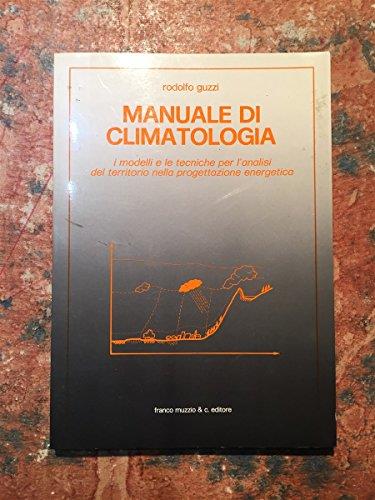 rodolfo guzzi
MANUALE DI
CLIMATOLOGIA
I modelli e le tecniche per l'analisi
del territorio nella progettazione energetica
franco muzzio & c. editore